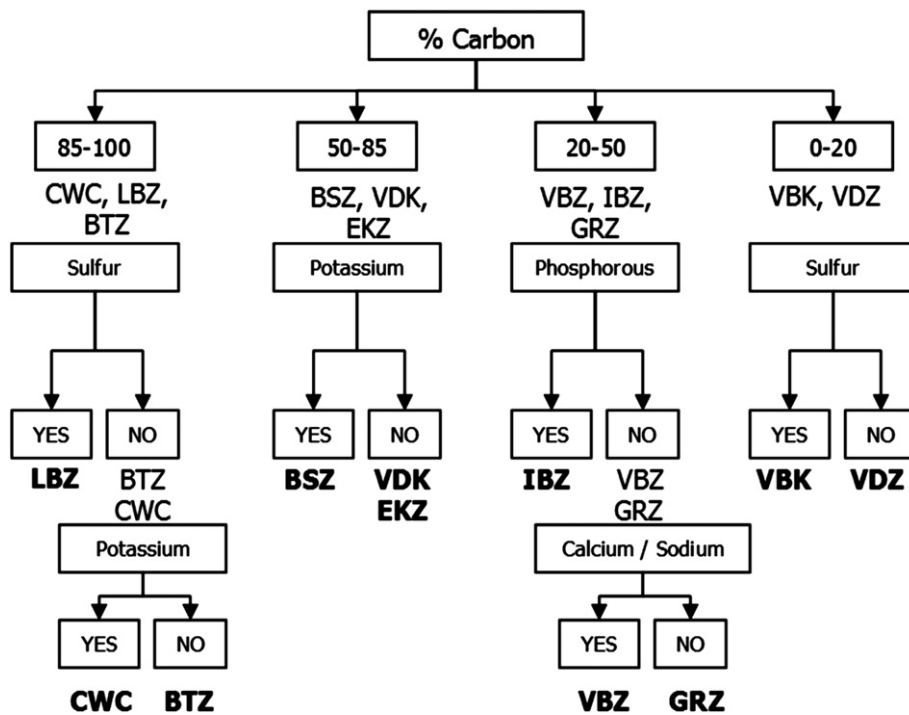 % Carbon
85-100
50-85
20-50
0-20
CWC, LBZ,
BTZ
BSZ, VDK,
EKZ
VBZ, IBZ,
GRZ
VBK, VDZ
Sulfur
Potassium
Phosphorous
Sulfur
YES
NO
YES
NO
YES
NO
YES
NO
LBZ
BTZ
CWC
BSZ
VDK
EKZ
IBZ
VBZ
GRZ
VBK
VDZ
Potassium
Calcium / Sodium
YES
NO
YES
NO
CWC
BTZ
VBZ
GRZ